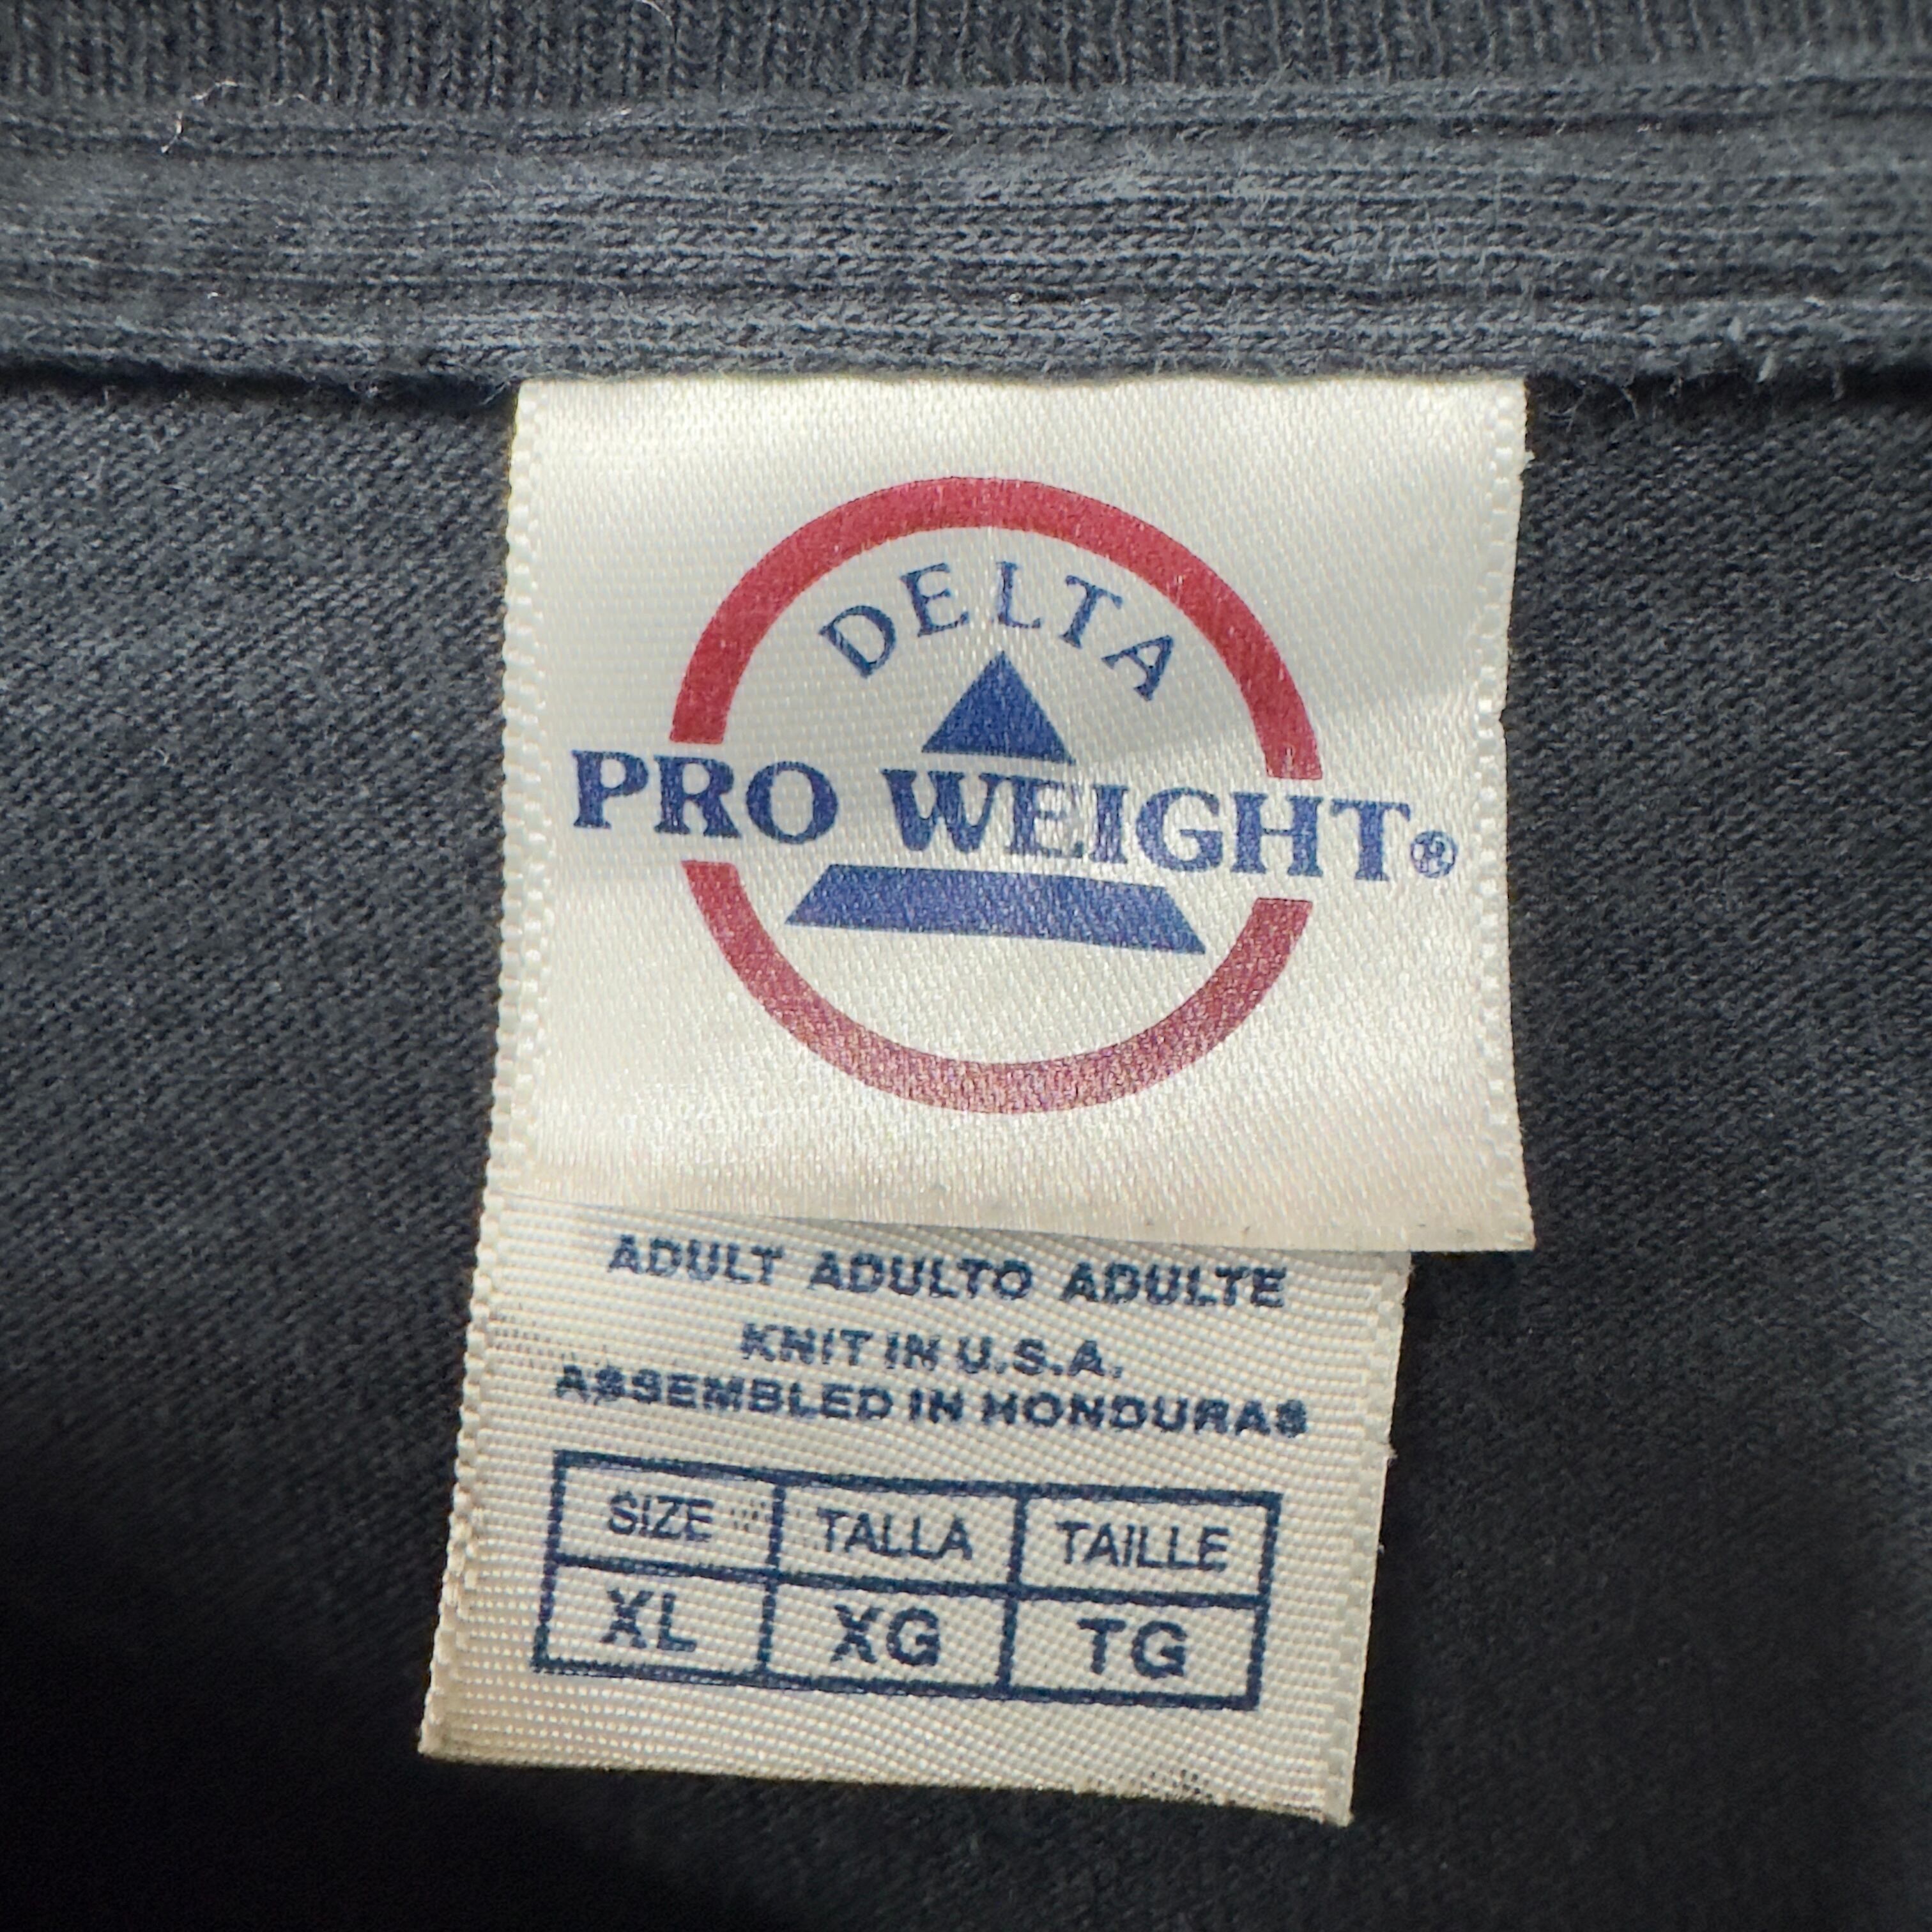 DELTA
PRO WEIGHT®
ADULT ADULTO ADULTE
KNIT IN U.S.A.
ASSEMBLED IN HONDURAS
SIZE TALLA TAILLE
XL XG TG